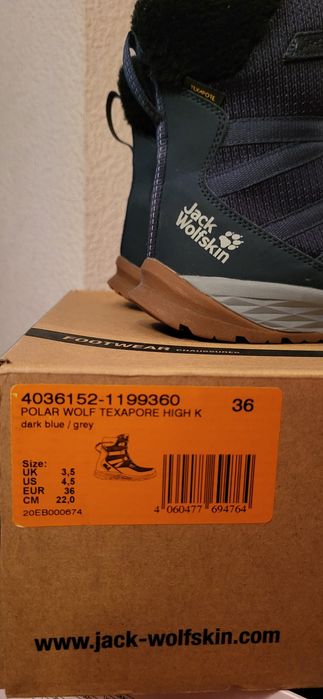 TEXAPORE
Jack
Wolfskin
FOOTWEAR CHAUSSURES
4036152-1199360
36
POLAR WOLF TEXAPORE HIGH K
dark blue / grey
Size:
UK 3,5
US 4,5
EUR 36
CM 22,0
20EB000674
4 060477 694764
www.jack-wolfskin.com